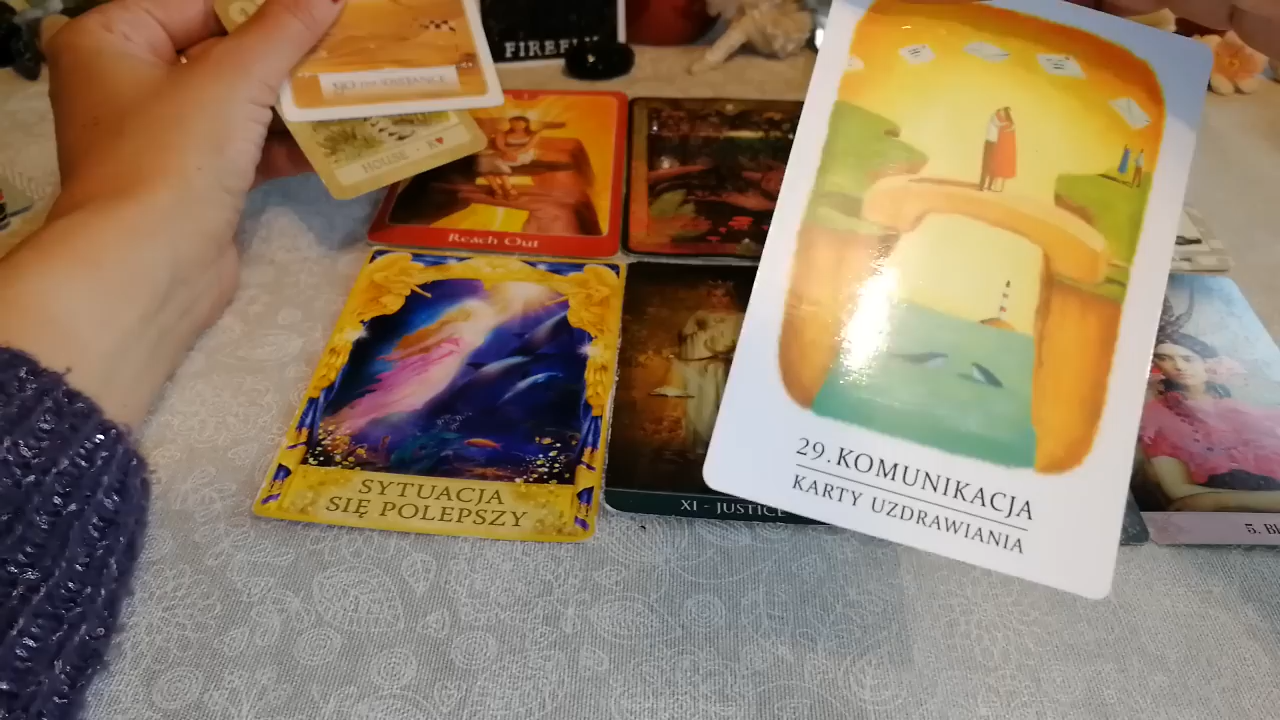 FIREFLY
HOUSE · K♥
Reach Out
SYTUACJA
SIĘ POLEPSZY
XI - JUSTICE
29. KOMUNIKACJA
KARTY UZDRAWIANIA